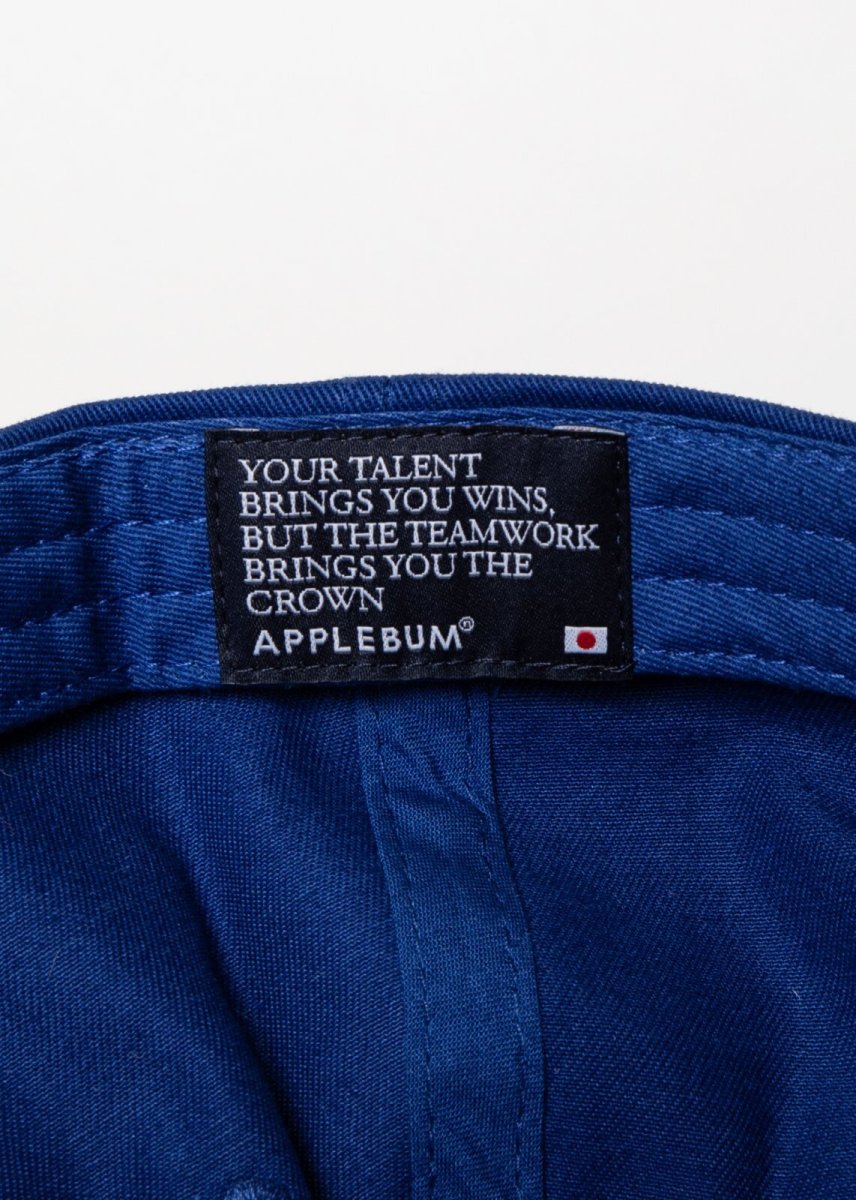 YOUR TALENT
BRINGS YOU WINS,
BUT THE TEAMWORK
BRINGS YOU THE
CROWN
APPLEBUM®